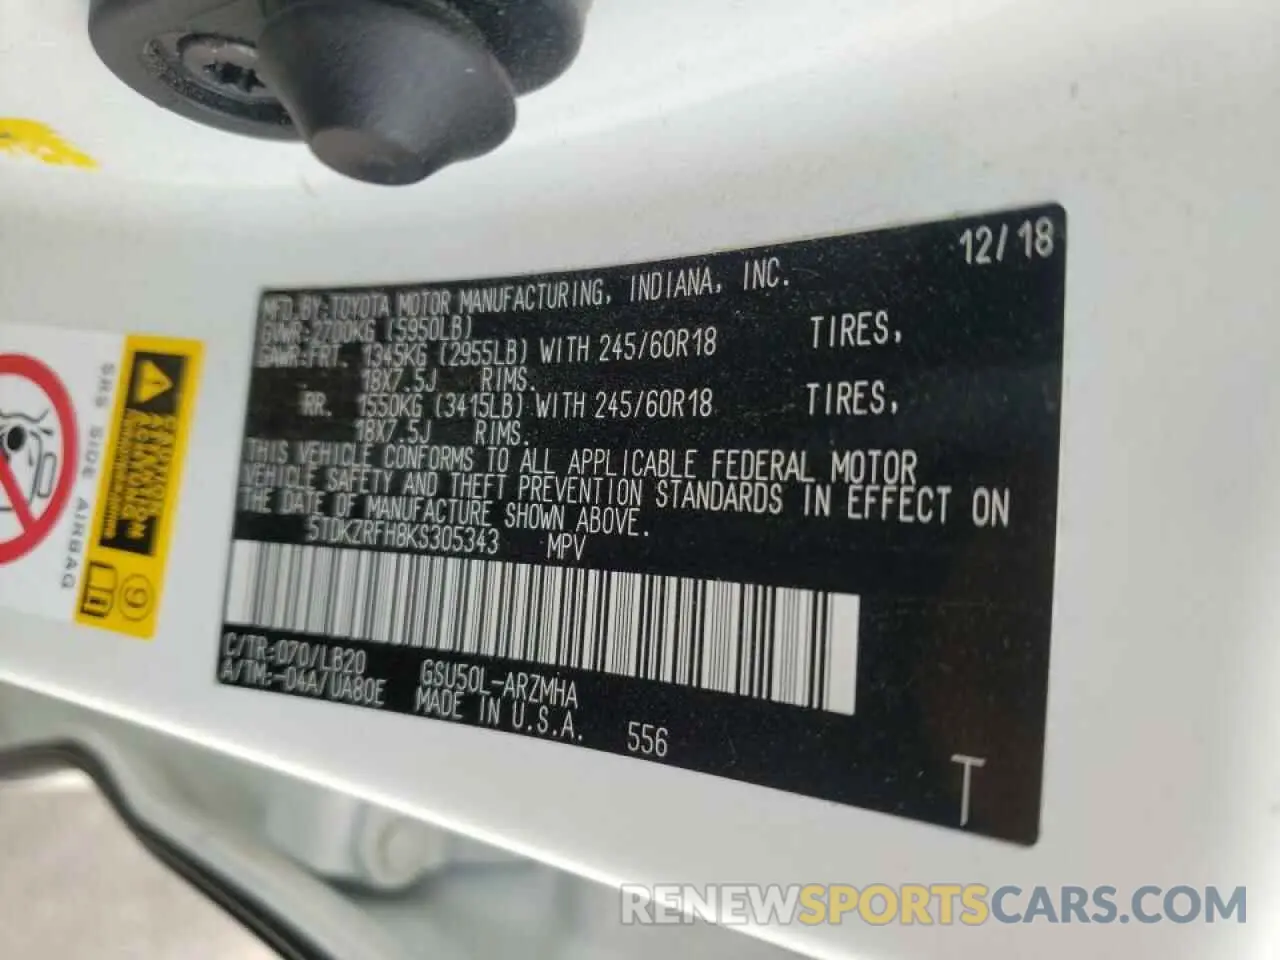 12/18
MFD.BY:TOYOTA MOTOR MANUFACTURING, INDIANA, INC.
GVWR:2700KG (5950LB)
GAWR:FRT. 1345KG (2955LB) WITH 245/60R18 TIRES,
18X7.5J RIMS.
RR. 1550KG (3415LB) WITH 245/60R18 TIRES,
18X7.5J RIMS.
THIS VEHICLE CONFORMS TO ALL APPLICABLE FEDERAL MOTOR
VEHICLE SAFETY AND THEFT PREVENTION STANDARDS IN EFFECT ON
THE DATE OF MANUFACTURE SHOWN ABOVE.
5TDKZRFH8KS305343 MPV
C/TR:070/LB20 GSU50L-ARZMHA
A/TM:-04A/UA80E MADE IN U.S.A. 556
T
SRS SIDE AIRBAG
9
RENEWSPORTSCARS.COM